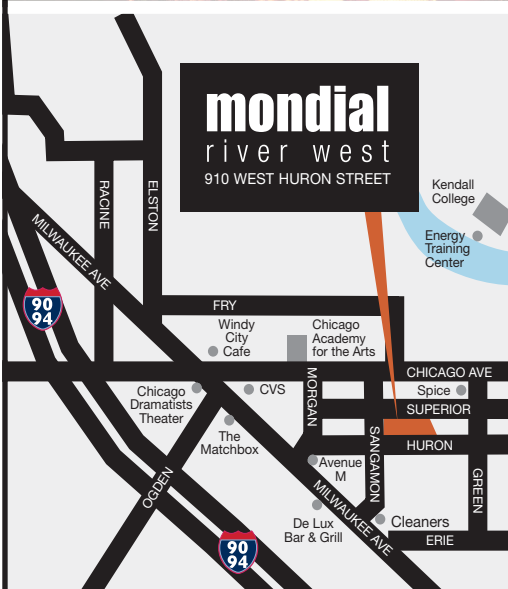 mondial
river west
910 WEST HURON STREET
Kendall
College
Energy
Training
Center
RACINE
ELSTON
MILWAUKEE AVE
90
94
FRY
Windy
City
Cafe
Chicago
Academy
for the Arts
CHICAGO AVE
Chicago
Dramatists
Theater
CVS
MORGAN
Spice
SUPERIOR
The
Matchbox
SANGAMON
HURON
Avenue
M
GREEN
OGDEN
MILWAUKEE AVE
De Lux
Bar & Grill
Cleaners
ERIE
90
94